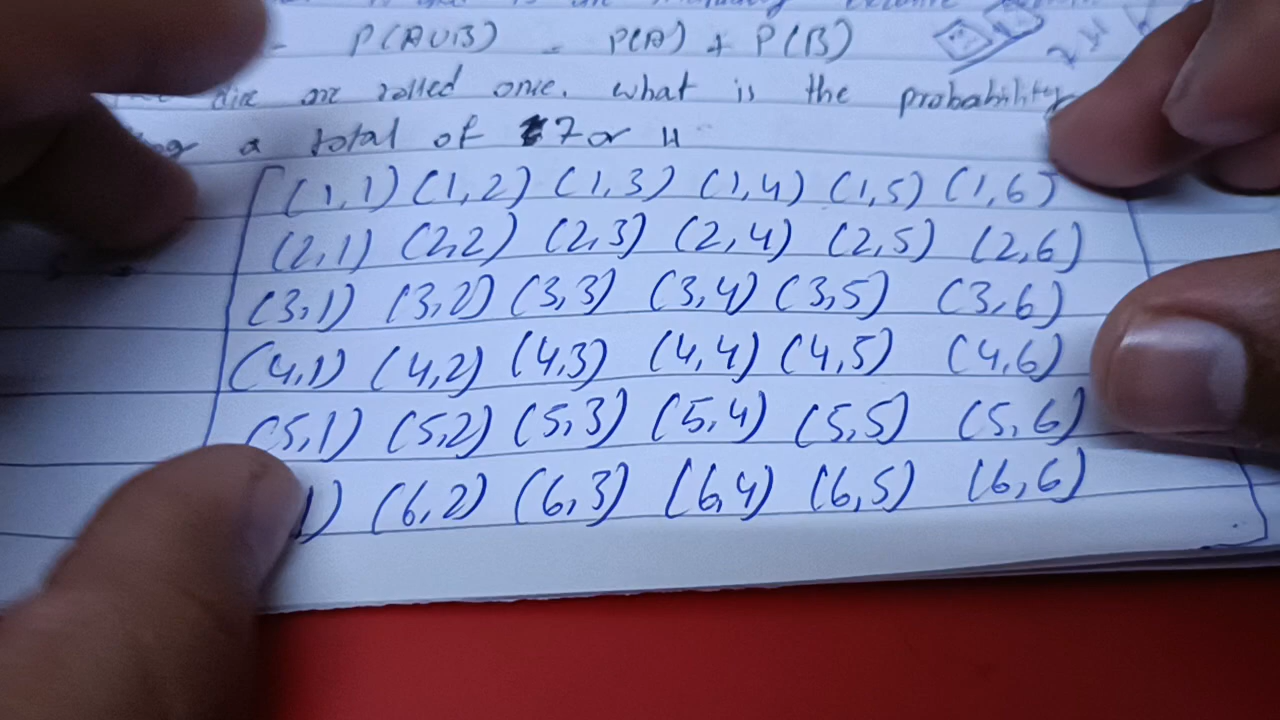 P(AUB) = P(A) + P(B)
dice are rolled once. what is the probability
a total of 7 or 11
(1,1) (1,2) (1,3) (1,4) (1,5) (1,6)
(2,1) (2,2) (2,3) (2,4) (2,5) (2,6)
(3,1) (3,2) (3,3) (3,4) (3,5) (3,6)
(4,1) (4,2) (4,3) (4,4) (4,5) (4,6)
(5,1) (5,2) (5,3) (5,4) (5,5) (5,6)
1) (6,2) (6,3) (6,4) (6,5) (6,6)